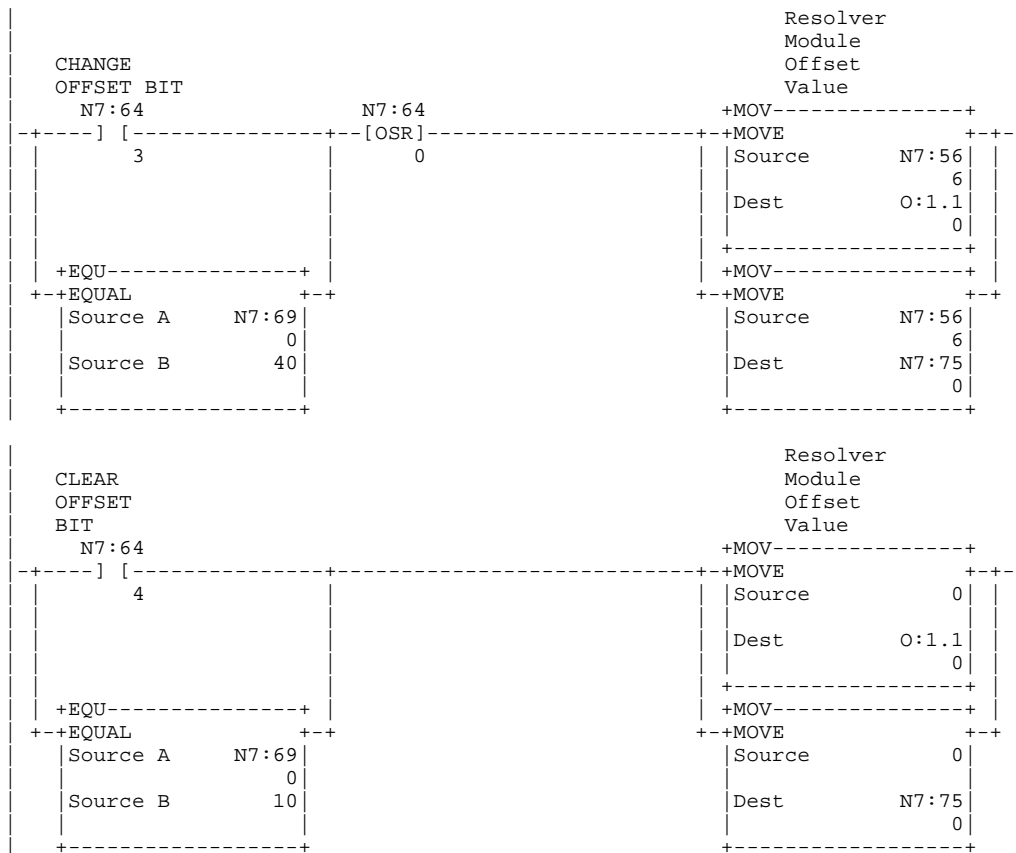 Resolver
Module
CHANGE Offset
OFFSET BIT Value
N7:64 N7:64 +MOV---------------+
|-+----] [---------------+--[OSR]---------------------+-+MOVE +-+-
3 0 Source N7:56
6
Dest O:1.1
0
+------------------+
+EQU---------------+ +MOV---------------+
+-+EQUAL +-+ +-+MOVE +-+
Source A N7:69 Source N7:56
0 6
Source B 40 Dest N7:75
0
+------------------+ +------------------+
Resolver
CLEAR Module
OFFSET Offset
BIT Value
N7:64 +MOV---------------+
|-+----] [---------------+----------------------------+-+MOVE +-+-
4 Source 0
Dest O:1.1
0
+------------------+
+EQU---------------+ +MOV---------------+
+-+EQUAL +-+ +-+MOVE +-+
Source A N7:69 Source 0
0
Source B 10 Dest N7:75
0
+------------------+ +------------------+